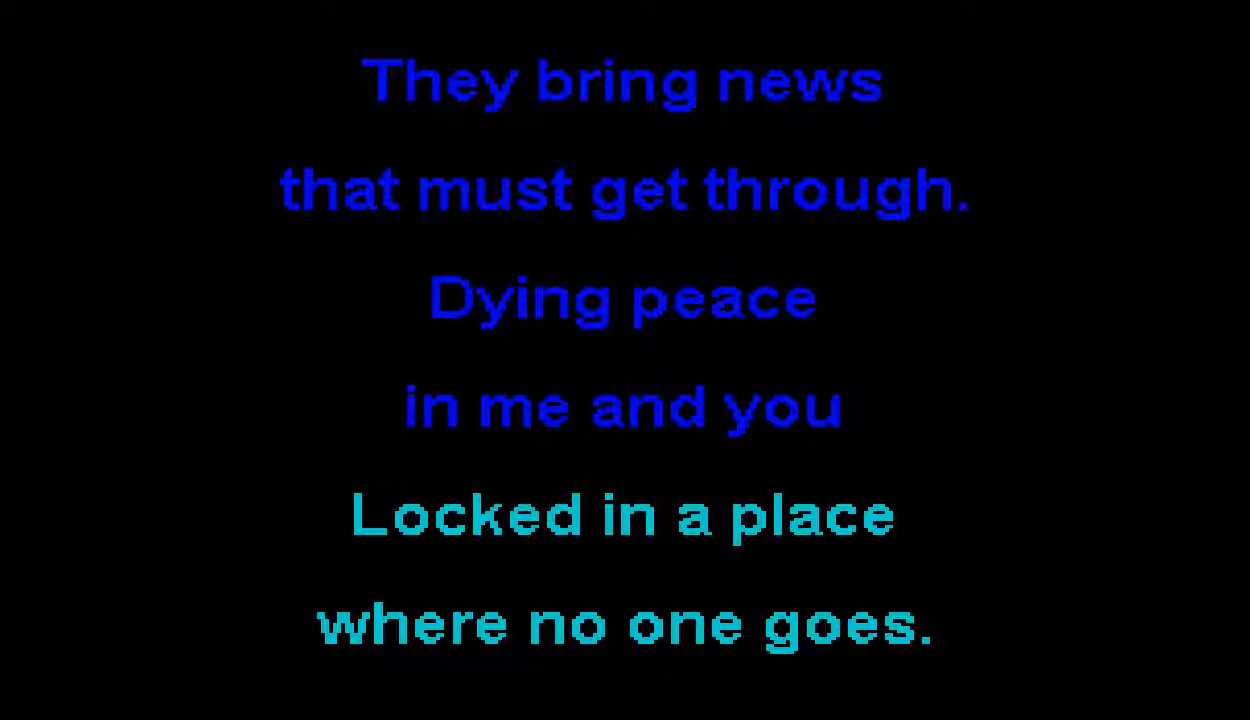 They bring news
that must get through.
Dying peace
in me and you
Locked in a place
where no one goes.